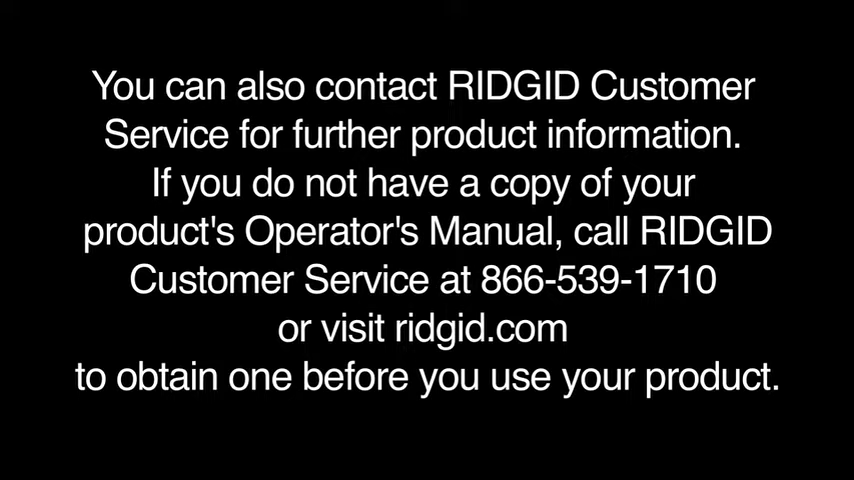 You can also contact RIDGID Customer
Service for further product information.
If you do not have a copy of your
product's Operator's Manual, call RIDGID
Customer Service at 866-539-1710
or visit ridgid.com
to obtain one before you use your product.